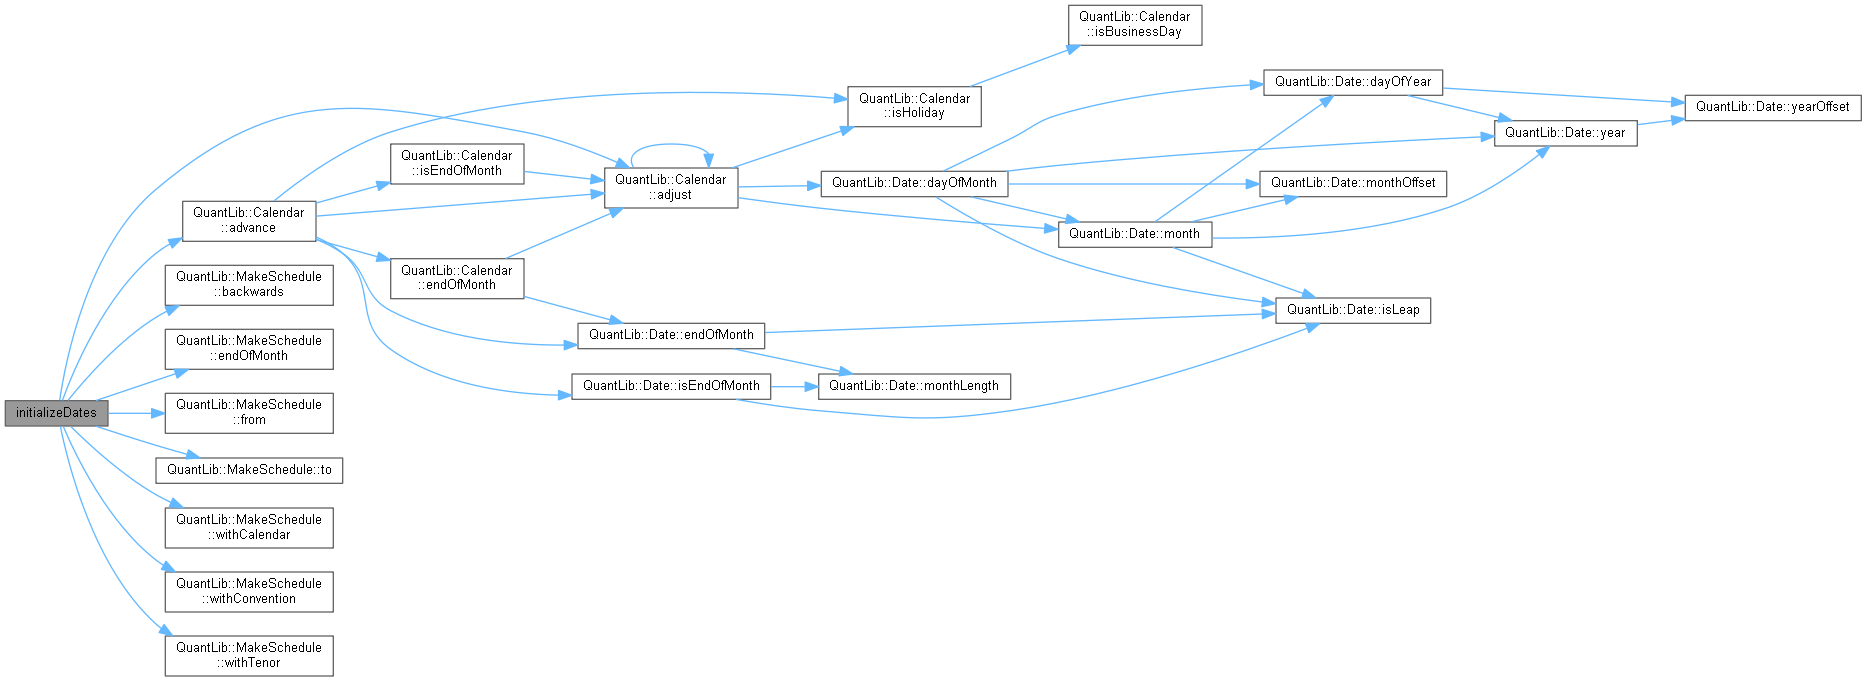 QuantLib::Calendar
::isBusinessDay
QuantLib::Date::dayOfYear
QuantLib::Calendar
::isHoliday
QuantLib::Date::yearOffset
QuantLib::Date::year
QuantLib::Calendar
::isEndOfMonth
QuantLib::Calendar
::adjust
QuantLib::Date::dayOfMonth
QuantLib::Date::monthOffset
QuantLib::Calendar
::advance
QuantLib::Date::month
QuantLib::Calendar
::endOfMonth
QuantLib::MakeSchedule
::backwards
QuantLib::Date::isLeap
QuantLib::Date::endOfMonth
QuantLib::MakeSchedule
::endOfMonth
QuantLib::Date::isEndOfMonth
QuantLib::Date::monthLength
initializeDates
QuantLib::MakeSchedule
::from
QuantLib::MakeSchedule::to
QuantLib::MakeSchedule
::withCalendar
QuantLib::MakeSchedule
::withConvention
QuantLib::MakeSchedule
::withTenor